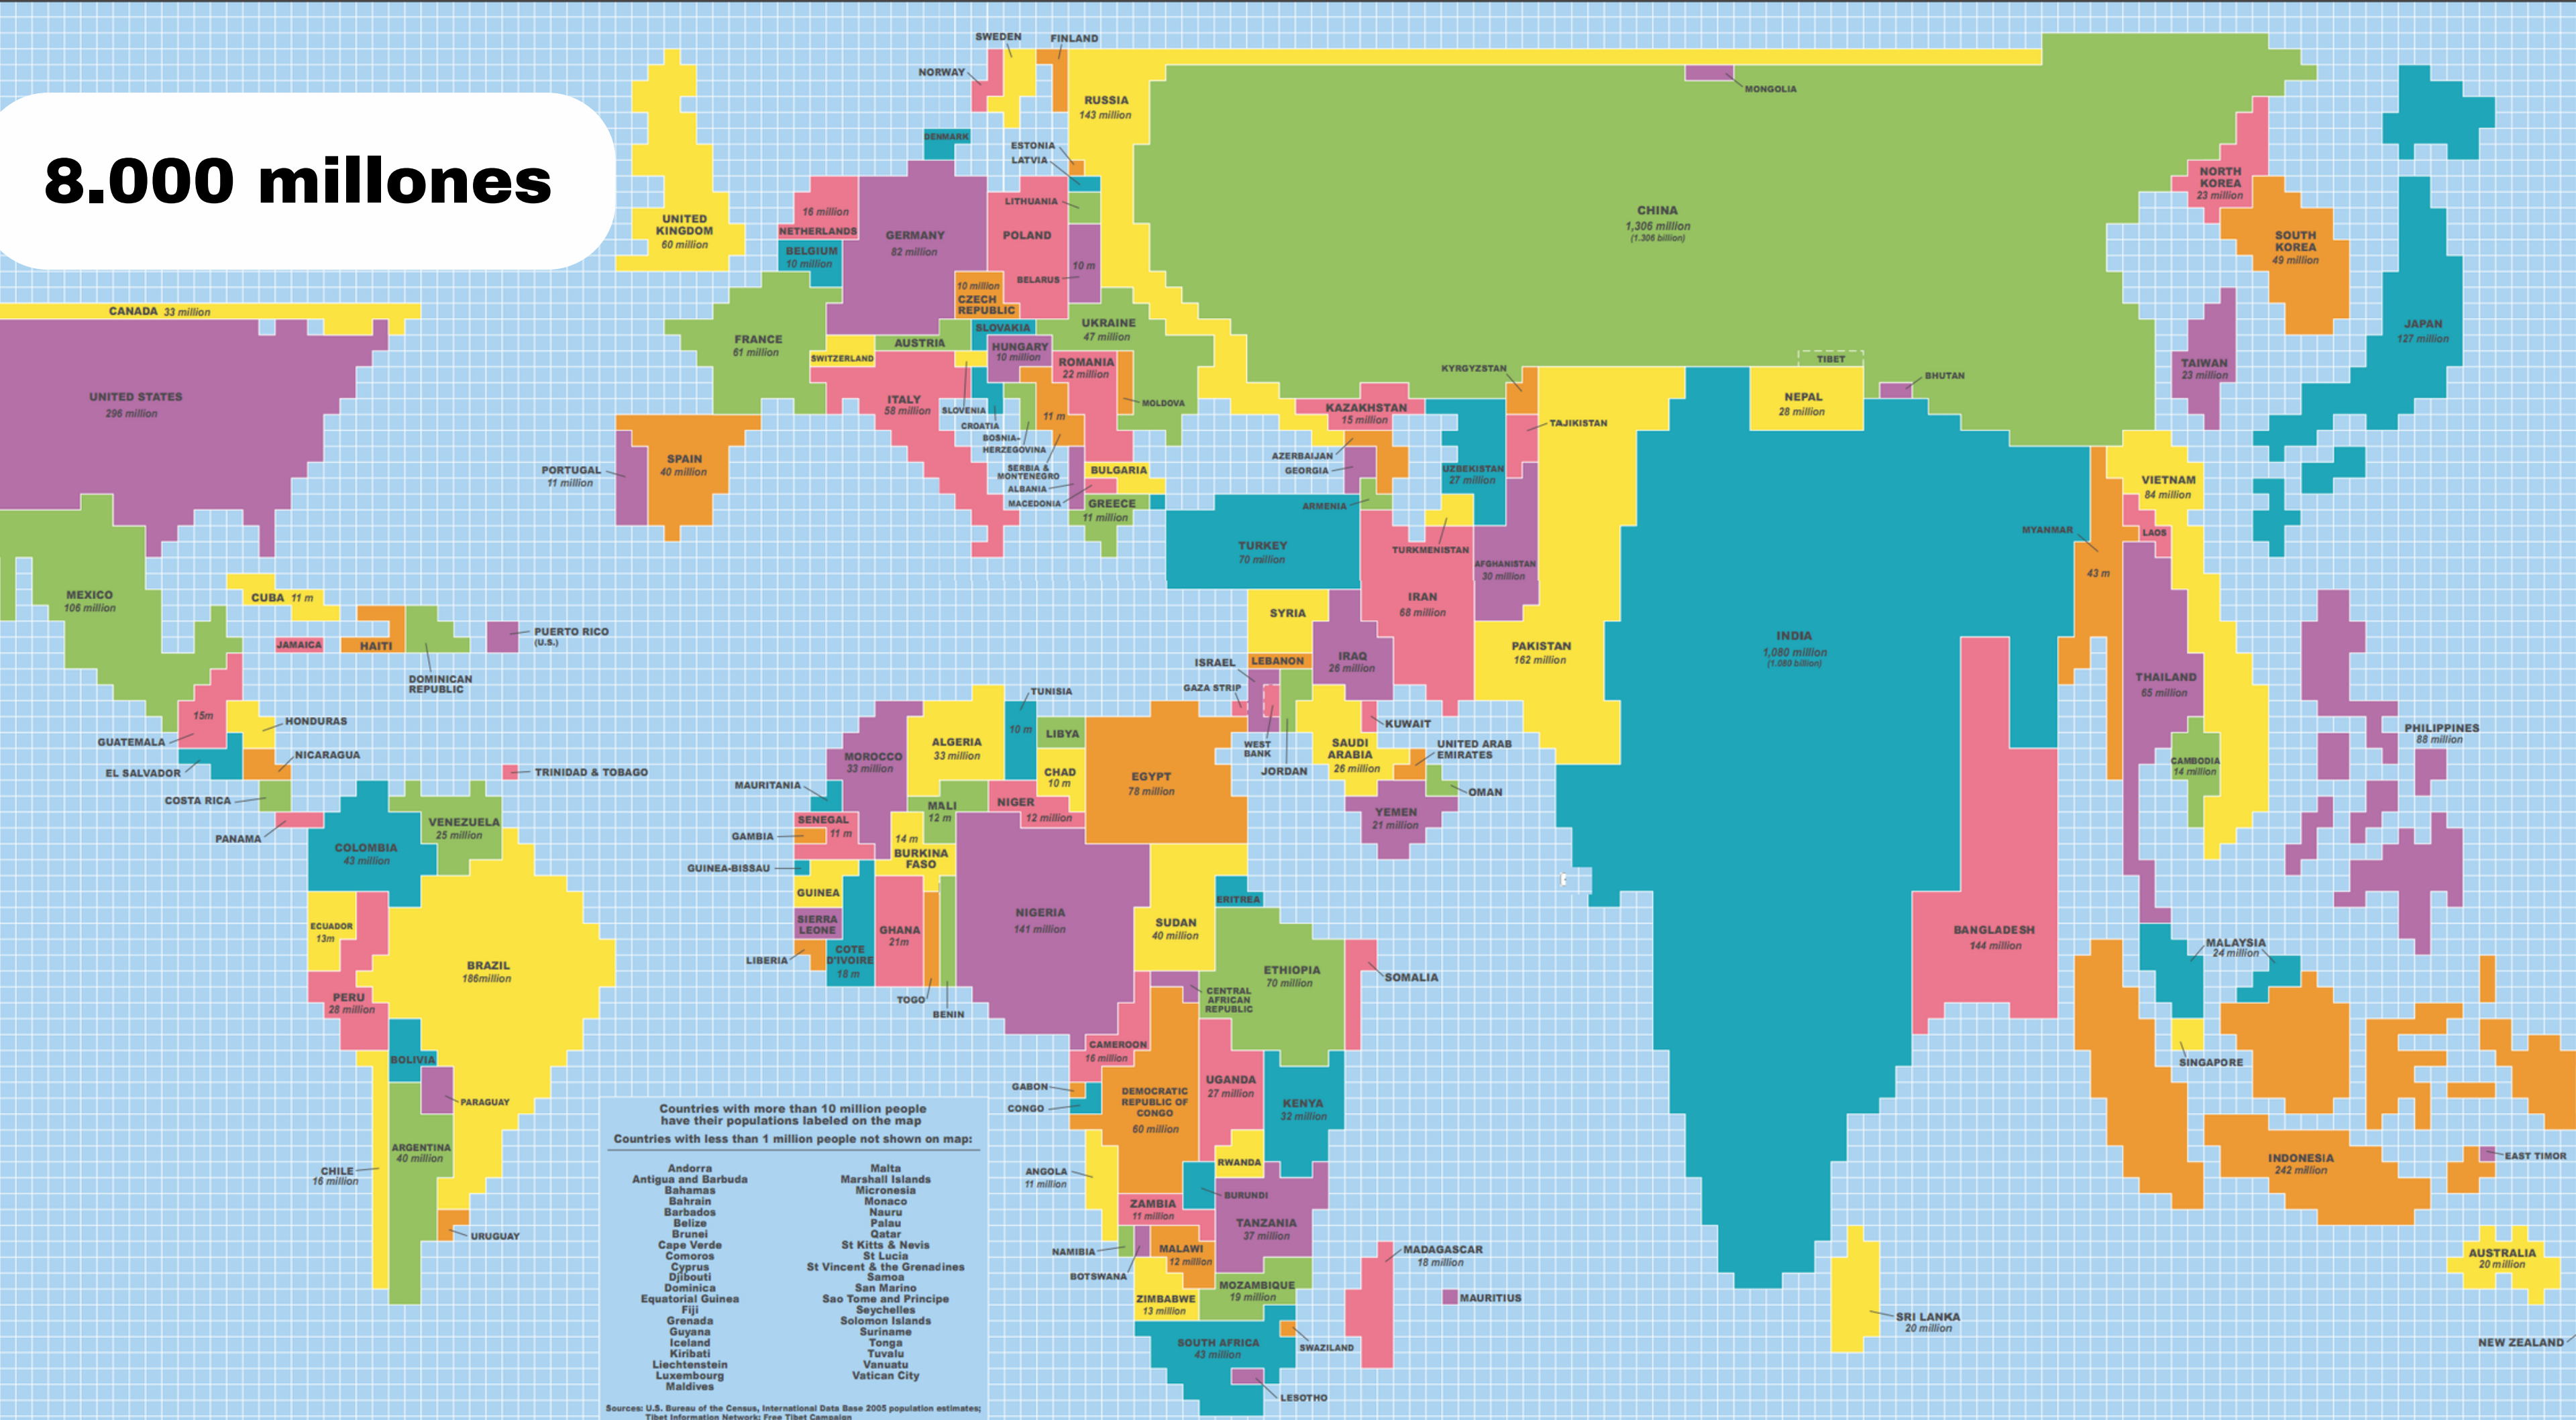 8.000 millones
CANADA 33 million
UNITED STATES
296 million
MEXICO
106 million
CUBA 11 m
JAMAICA
HAITI
DOMINICAN
REPUBLIC
PUERTO RICO
(U.S.)
15m
GUATEMALA
HONDURAS
EL SALVADOR
NICARAGUA
COSTA RICA
PANAMA
TRINIDAD & TOBAGO
VENEZUELA
25 million
COLOMBIA
43 million
ECUADOR
13m
BRAZIL
186million
PERU
28 million
BOLIVIA
PARAGUAY
ARGENTINA
40 million
CHILE
16 million
URUGUAY
UNITED
KINGDOM
60 million
NORWAY
SWEDEN
FINLAND
DENMARK
ESTONIA
LATVIA
LITHUANIA
RUSSIA
143 million
16 million
NETHERLANDS
BELGIUM
10 million
GERMANY
82 million
POLAND
10 m
BELARUS
10 million
CZECH
REPUBLIC
FRANCE
61 million
SWITZERLAND
AUSTRIA
SLOVAKIA
HUNGARY
10 million
UKRAINE
47 million
ROMANIA
22 million
MOLDOVA
ITALY
58 million
SLOVENIA
CROATIA
BOSNIA-
HERZEGOVINA
11 m
SERBIA &
MONTENEGRO
ALBANIA
MACEDONIA
BULGARIA
GREECE
11 million
PORTUGAL
11 million
SPAIN
40 million
TURKEY
70 million
MONGOLIA
CHINA
1,306 million
(1.306 billion)
TIBET
BHUTAN
NEPAL
28 million
KYRGYZSTAN
KAZAKHSTAN
15 million
TAJIKISTAN
AZERBAIJAN
GEORGIA
ARMENIA
UZBEKISTAN
27 million
TURKMENISTAN
AFGHANISTAN
30 million
IRAN
68 million
PAKISTAN
162 million
INDIA
1,080 million
(1.080 billion)
BANGLADESH
144 million
SRI LANKA
20 million
NORTH
KOREA
23 million
SOUTH
KOREA
49 million
JAPAN
127 million
TAIWAN
23 million
VIETNAM
84 million
LAOS
MYANMAR
43 m
THAILAND
65 million
CAMBODIA
14 million
PHILIPPINES
88 million
MALAYSIA
24 million
SINGAPORE
INDONESIA
242 million
EAST TIMOR
AUSTRALIA
20 million
NEW ZEALAND
SYRIA
LEBANON
ISRAEL
GAZA STRIP
WEST
BANK
JORDAN
IRAQ
26 million
KUWAIT
SAUDI
ARABIA
26 million
UNITED ARAB
EMIRATES
OMAN
YEMEN
21 million
TUNISIA
10 m
MOROCCO
33 million
ALGERIA
33 million
LIBYA
CHAD
10 m
EGYPT
78 million
MAURITANIA
MALI
12 m
NIGER
12 million
SENEGAL
11 m
GAMBIA
14 m
BURKINA
FASO
GUINEA-BISSAU
GUINEA
SIERRA
LEONE
LIBERIA
COTE
D'IVOIRE
18 m
GHANA
21m
TOGO
BENIN
NIGERIA
141 million
SUDAN
40 million
ERITREA
ETHIOPIA
70 million
SOMALIA
CENTRAL
AFRICAN
REPUBLIC
CAMEROON
16 million
GABON
CONGO
DEMOCRATIC
REPUBLIC OF
CONGO
60 million
UGANDA
27 million
KENYA
32 million
RWANDA
BURUNDI
TANZANIA
37 million
ANGOLA
11 million
ZAMBIA
11 million
NAMIBIA
BOTSWANA
MALAWI
12 million
MOZAMBIQUE
19 million
ZIMBABWE
13 million
SOUTH AFRICA
43 million
SWAZILAND
LESOTHO
MADAGASCAR
18 million
MAURITIUS
Countries with more than 10 million people
have their populations labeled on the map
Countries with less than 1 million people not shown on map:
Andorra
Antigua and Barbuda
Bahamas
Bahrain
Barbados
Belize
Brunei
Cape Verde
Comoros
Cyprus
Djibouti
Dominica
Equatorial Guinea
Fiji
Grenada
Guyana
Iceland
Kiribati
Liechtenstein
Luxembourg
Maldives
Malta
Marshall Islands
Micronesia
Monaco
Nauru
Palau
Qatar
St Kitts & Nevis
St Lucia
St Vincent & the Grenadines
Samoa
San Marino
Sao Tome and Principe
Seychelles
Solomon Islands
Suriname
Tonga
Tuvalu
Vanuatu
Vatican City
Sources: U.S. Bureau of the Census, International Data Base 2005 population estimates;
Tibet Information Network; Free Tibet Campaign